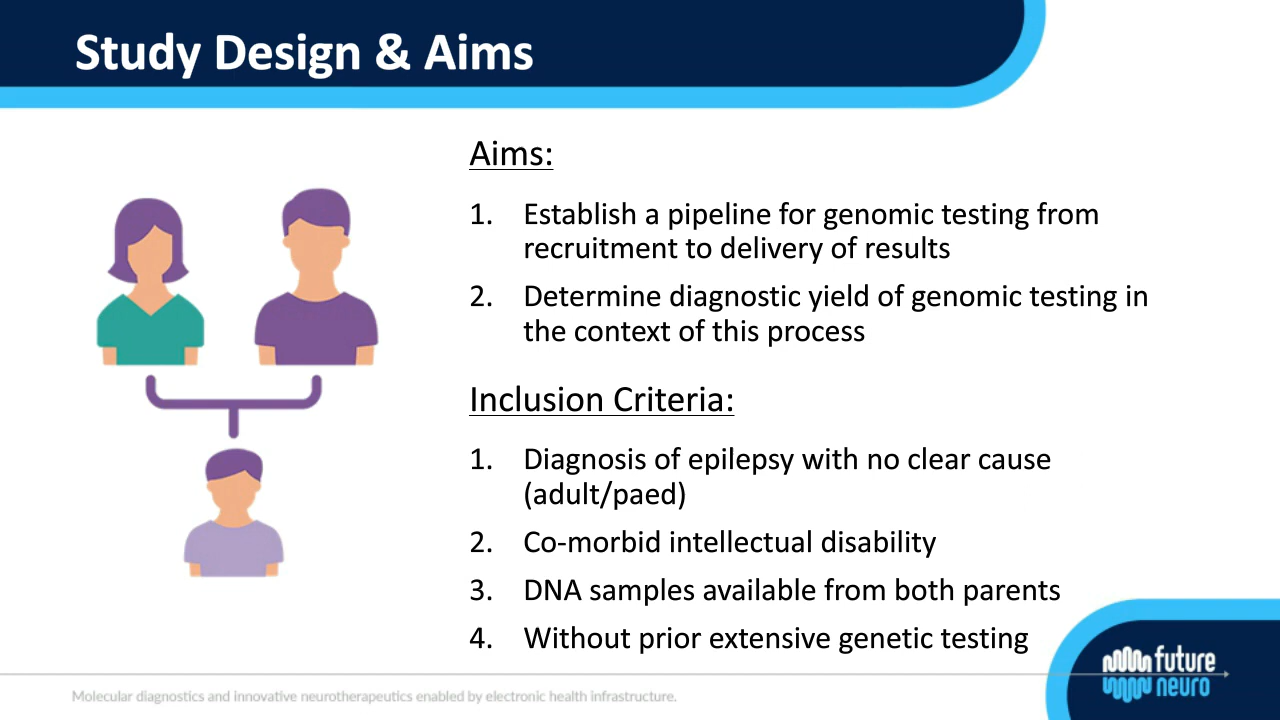 Study Design & Aims
Aims:
1. Establish a pipeline for genomic testing from
recruitment to delivery of results
2. Determine diagnostic yield of genomic testing in
the context of this process
Inclusion Criteria:
1. Diagnosis of epilepsy with no clear cause
(adult/paed)
2. Co-morbid intellectual disability
3. DNA samples available from both parents
4. Without prior extensive genetic testing
future
neuro
Molecular diagnostics and innovative neurotherapeutics enabled by electronic health infrastructure.